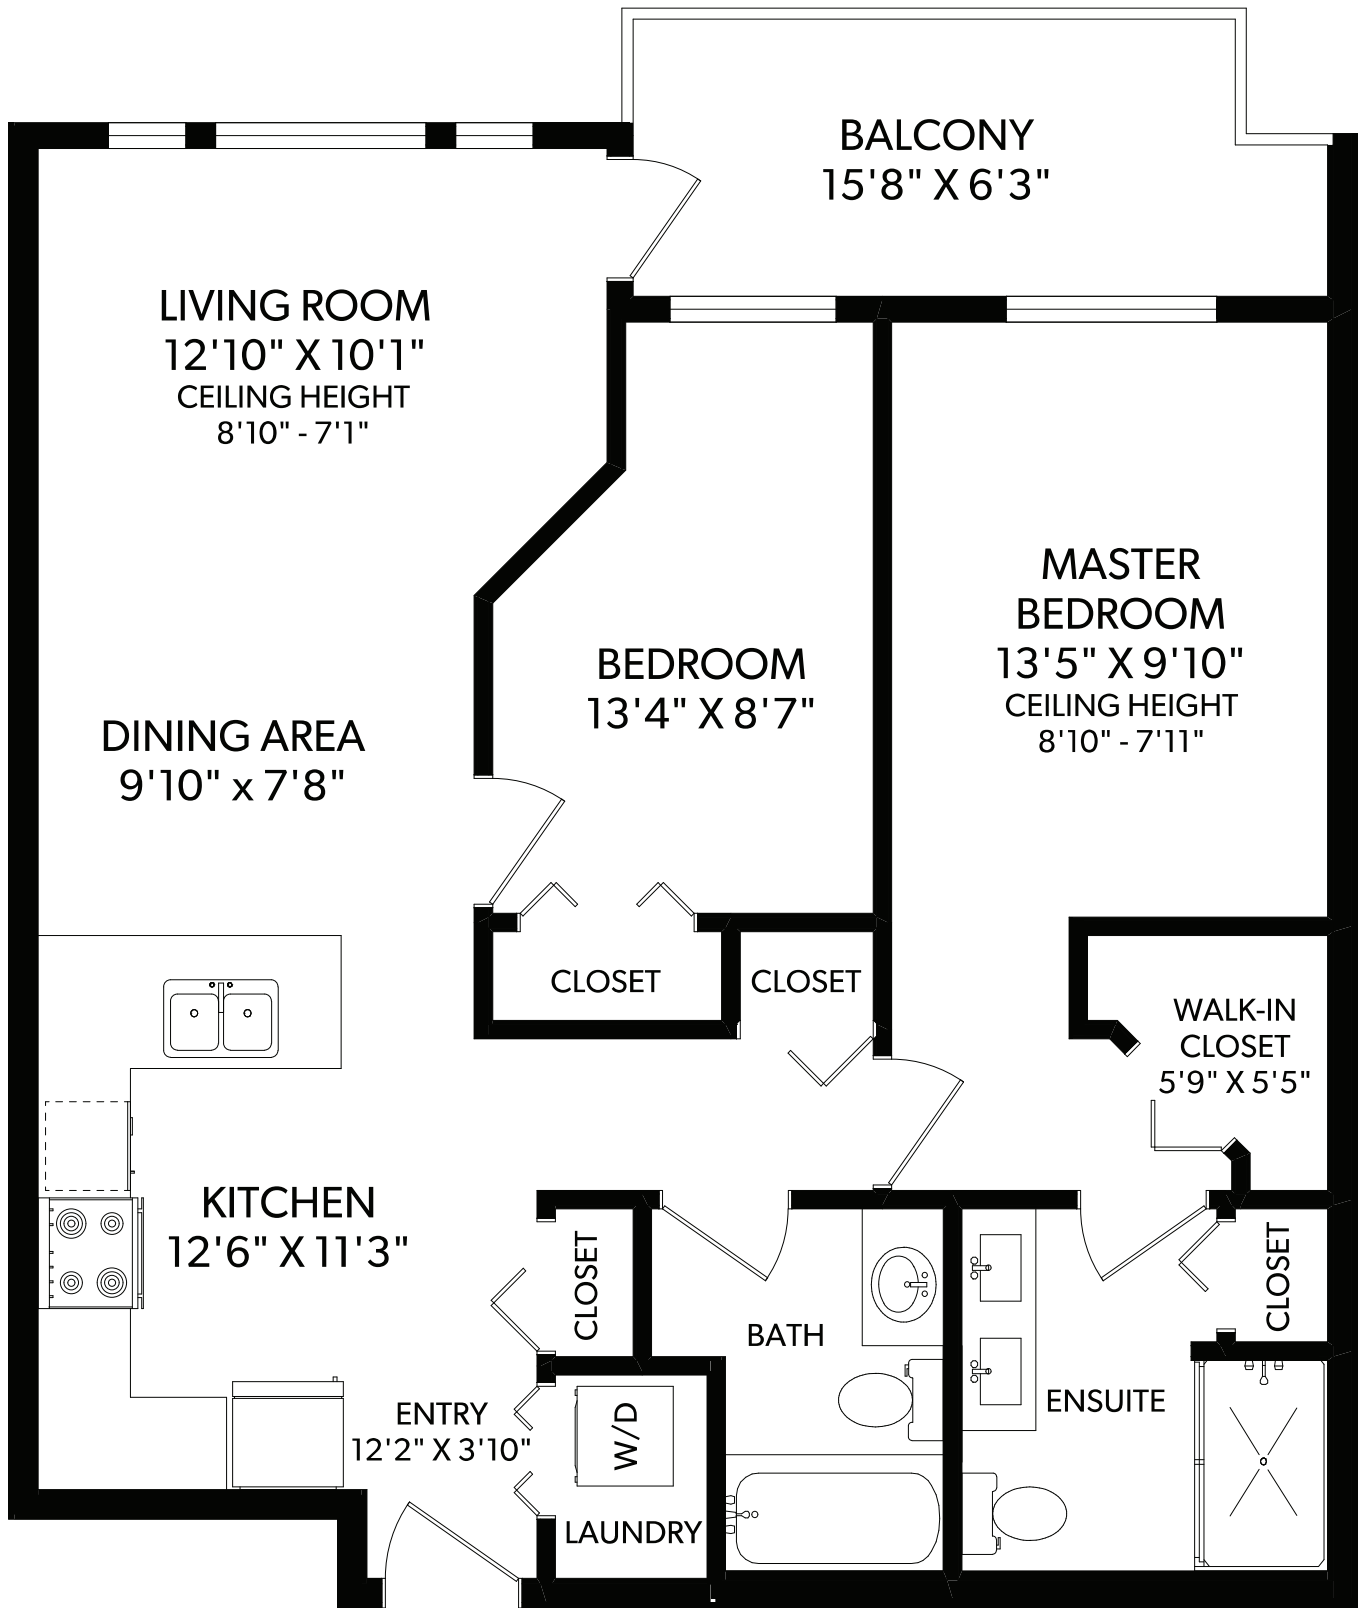 BALCONY
15'8" X 6'3"
LIVING ROOM
12'10" X 10'1"
CEILING HEIGHT
8'10" - 7'1"
MASTER
BEDROOM
13'5" X 9'10"
CEILING HEIGHT
8'10" - 7'11"
BEDROOM
13'4" X 8'7"
DINING AREA
9'10" x 7'8"
CLOSET
CLOSET
WALK-IN
CLOSET
5'9" X 5'5"
KITCHEN
12'6" X 11'3"
CLOSET
CLOSET
BATH
ENSUITE
ENTRY
12'2" X 3'10"
W/D
LAUNDRY